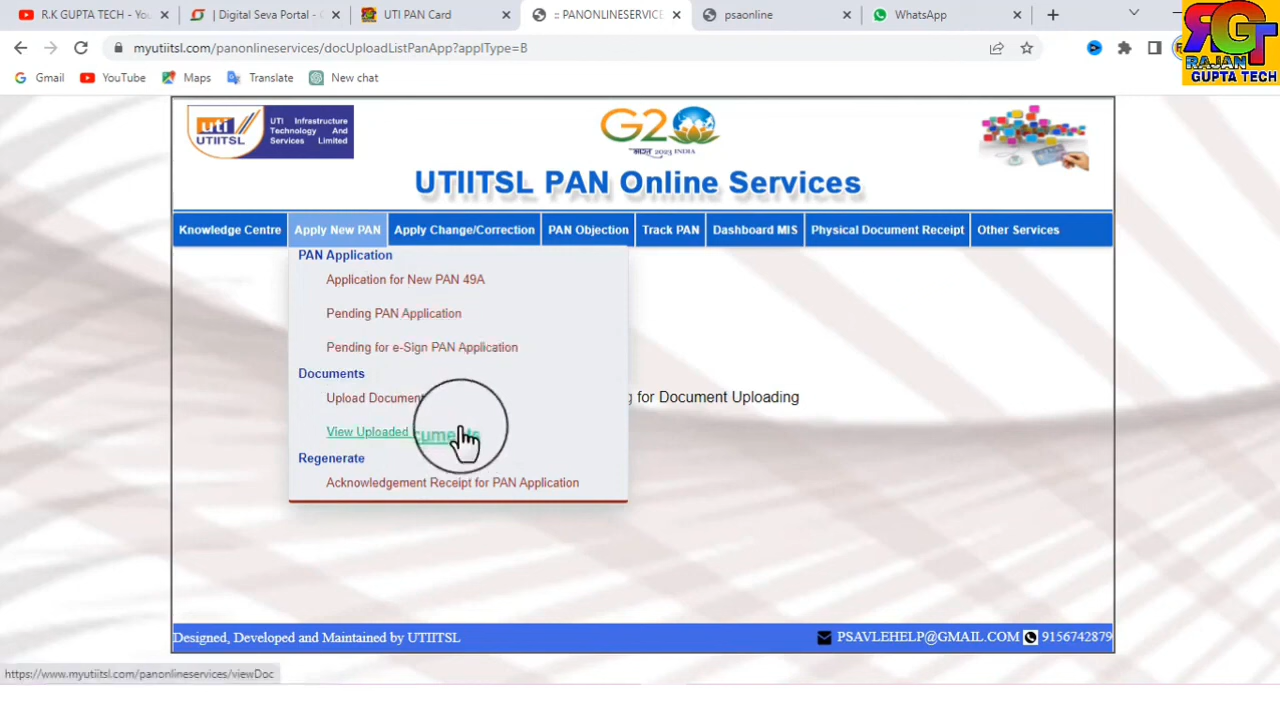 R.K GUPTA TECH - You
Digital Seva Portal - C
UTI PAN Card
:: PANONLINESERVICE
psaonline
WhatsApp
myutiitsl.com/panonlineservices/docUploadListPanApp?applType=B
RGT
RAJAN
GUPTA TECH
Gmail
YouTube
Maps
Translate
New chat
uti
UTIITSL
UTI Infrastructure
Technology And
Services Limited
G20
भारत 2023 INDIA
UTIITSL PAN Online Services
Knowledge Centre
Apply New PAN
Apply Change/Correction
PAN Objection
Track PAN
Dashboard MIS
Physical Document Receipt
Other Services
PAN Application
Application for New PAN 49A
Pending PAN Application
Pending for e-Sign PAN Application
Documents
Upload Document
g for Document Uploading
View Uploaded
Regenerate
Acknowledgement Receipt for PAN Application
Designed, Developed and Maintained by UTIITSL
PSAVLEHELP@GMAIL.COM
9156742879
https://www.myutiitsl.com/panonlineservices/viewDoc